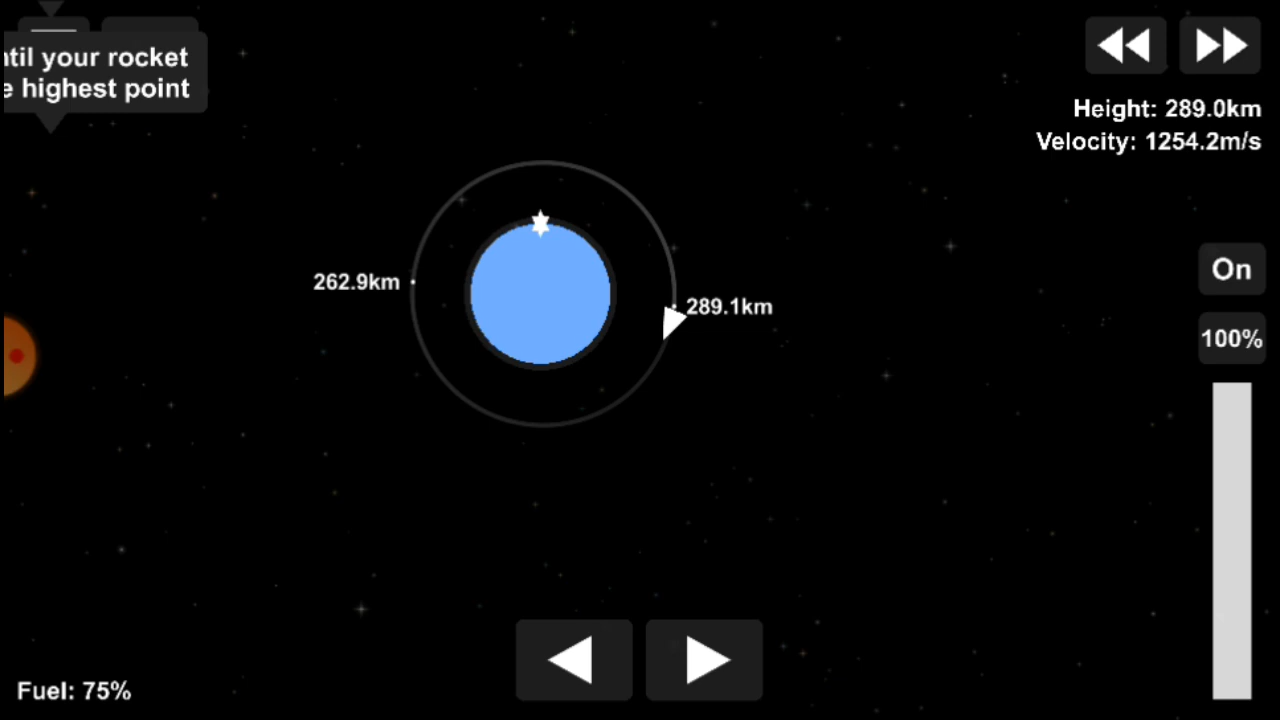 ntil your rocket
e highest point
Height: 289.0km
Velocity: 1254.2m/s
262.9km
289.1km
On
100%
Fuel: 75%